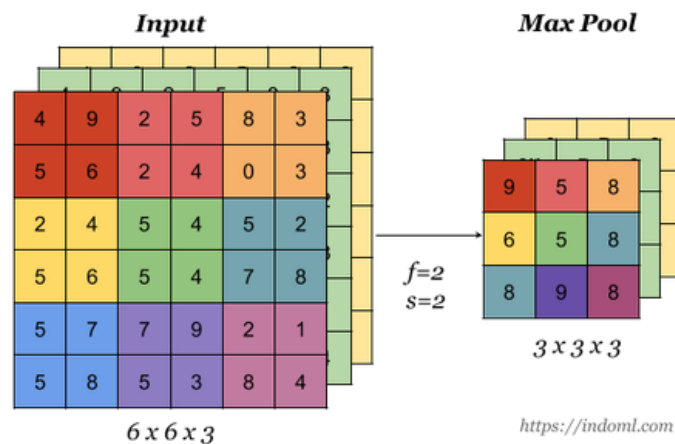 Input
Max Pool
4 9 2 5 8 3
5 6 2 4 0 3
2 4 5 4 5 2
5 6 5 4 7 8
5 7 7 9 2 1
5 8 5 3 8 4
9 5 8
6 5 8
8 9 8
f=2
s=2
6 x 6 x 3
3 x 3 x 3
https://indoml.com